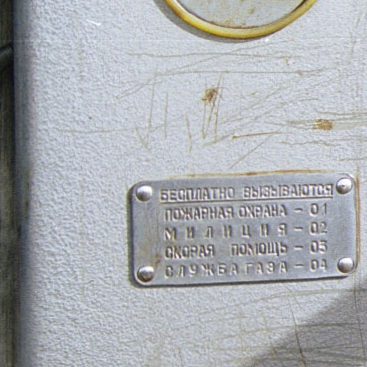 БЕСПЛАТНО ВЫЗЫВАЮТСЯ
ПОЖАРНАЯ ОХРАНА – 01
МИЛИЦИЯ – 02
СКОРАЯ ПОМОЩЬ – 03
СЛУЖБА ГАЗА – 04